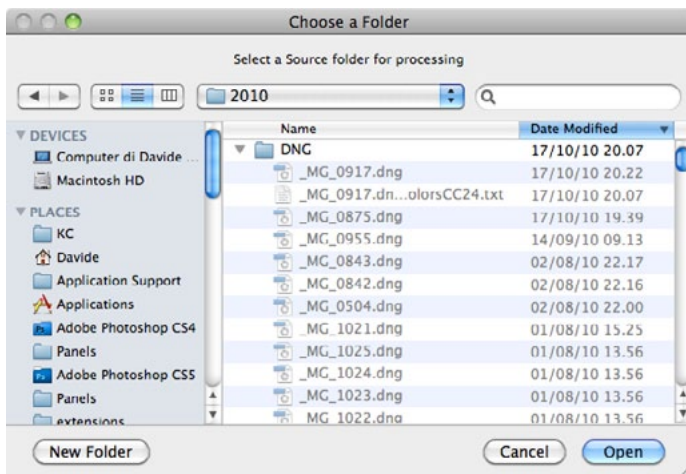 Choose a Folder
Select a Source folder for processing
2010
DEVICES
Computer di Davide ...
Macintosh HD
PLACES
KC
Davide
Application Support
Applications
Adobe Photoshop CS4
Panels
Adobe Photoshop CS5
Panels
extensions
Name Date Modified
DNG 17/10/10 20.07
_MG_0917.dng 17/10/10 20.22
_MG_0917.dn...olorsCC24.txt 17/10/10 20.07
_MG_0875.dng 17/10/10 19.39
_MG_0955.dng 14/09/10 09.13
_MG_0843.dng 02/08/10 22.17
_MG_0842.dng 02/08/10 22.16
_MG_0504.dng 02/08/10 22.00
_MG_1021.dng 01/08/10 15.25
_MG_1025.dng 01/08/10 13.56
_MG_1024.dng 01/08/10 13.56
_MG_1023.dng 01/08/10 13.56
_MG_1022.dng 01/08/10 13.56
New Folder Cancel Open